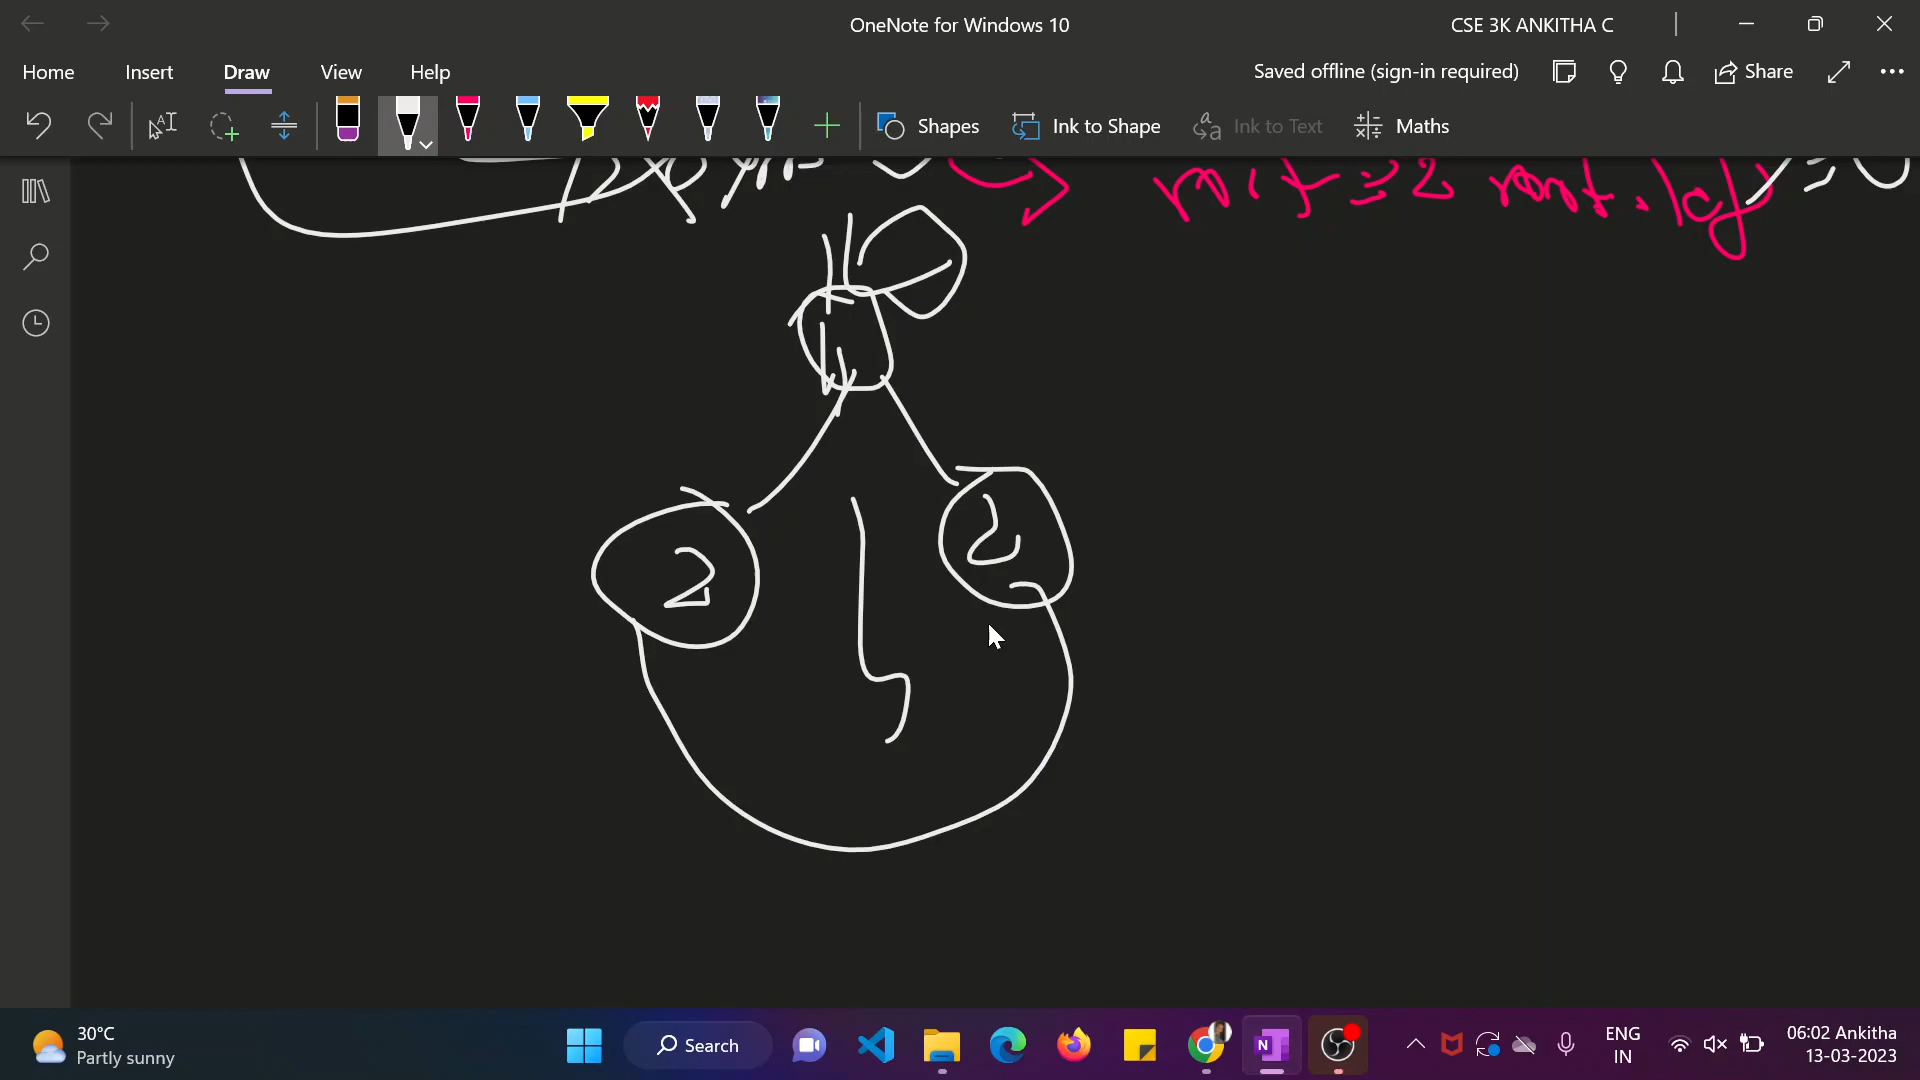 OneNote for Windows 10
CSE 3K ANKITHA C
Home Insert Draw View Help
Saved offline (sign-in required) Share
Shapes Ink to Shape Ink to Text Maths
2 2
30°C
Partly sunny
Search
ENG
IN
06:02 Ankitha
13-03-2023